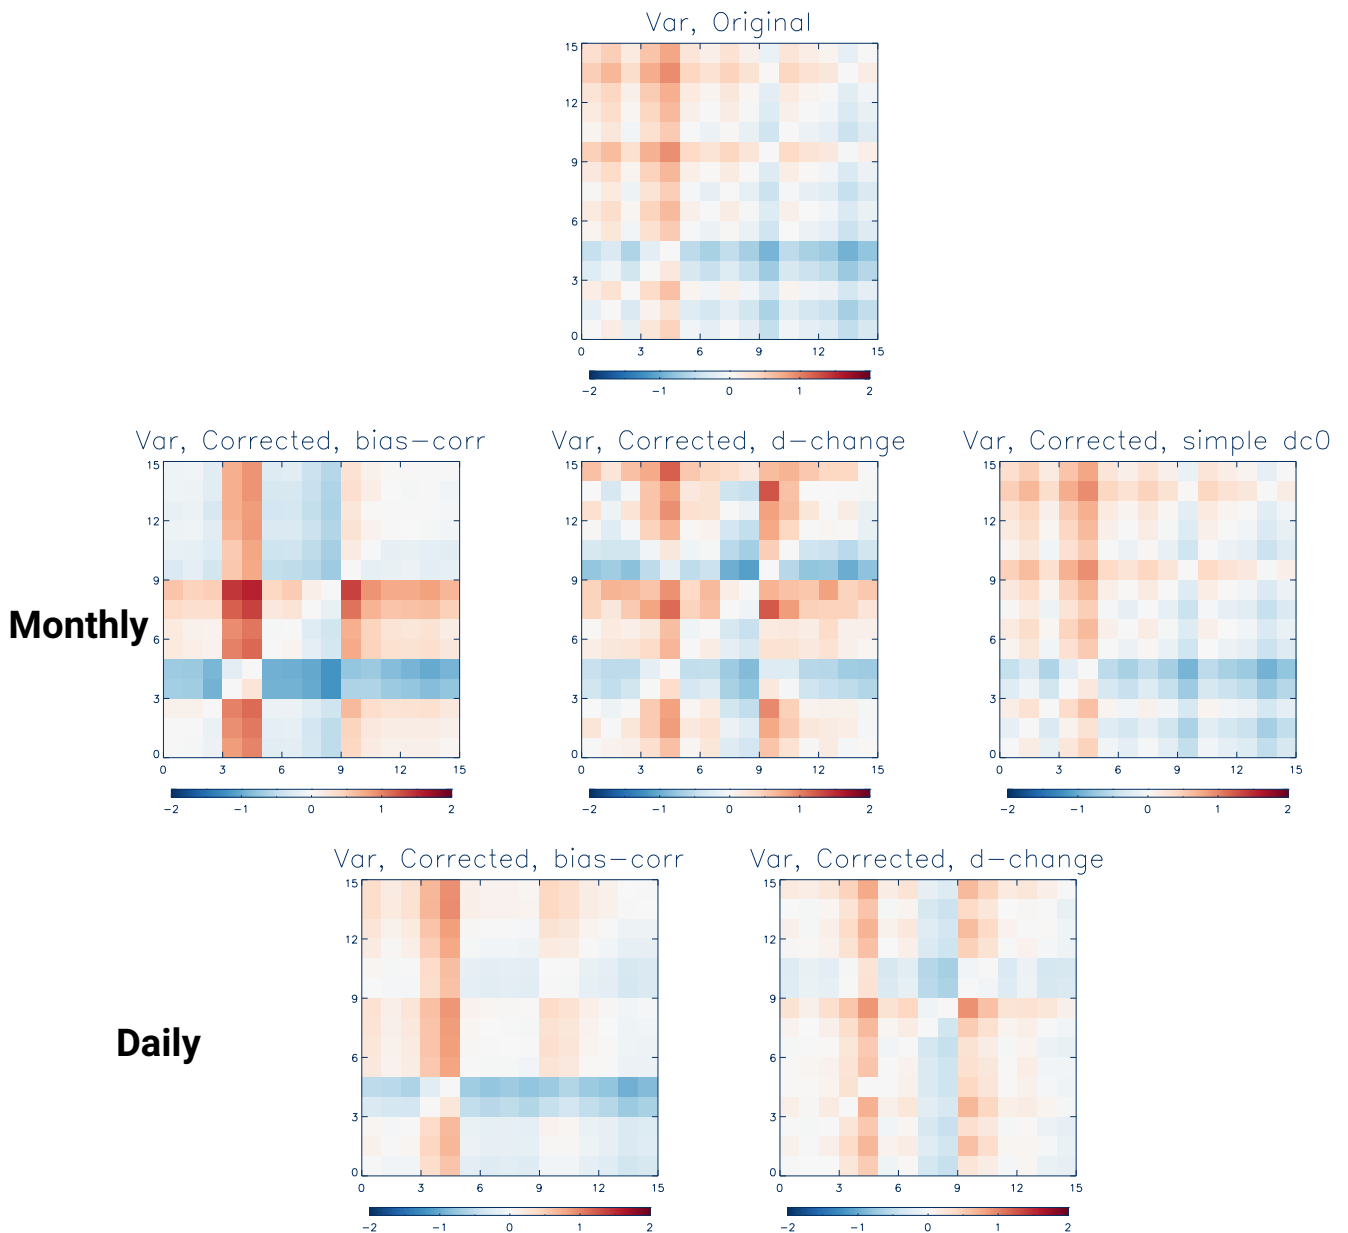 Var, Original
15
12
9
6
3
0
0 3 6 9 12 15
−2 −1 0 1 2
Var, Corrected, bias−corr
15
12
9
6
3
0
0 3 6 9 12 15
−2 −1 0 1 2
Var, Corrected, d−change
15
12
9
6
3
0
0 3 6 9 12 15
−2 −1 0 1 2
Var, Corrected, simple dc0
15
12
9
6
3
0
0 3 6 9 12 15
−2 −1 0 1 2
Monthly
Var, Corrected, bias−corr
15
12
9
6
3
0
0 3 6 9 12 15
−2 −1 0 1 2
Var, Corrected, d−change
15
12
9
6
3
0
0 3 6 9 12 15
−2 −1 0 1 2
Daily